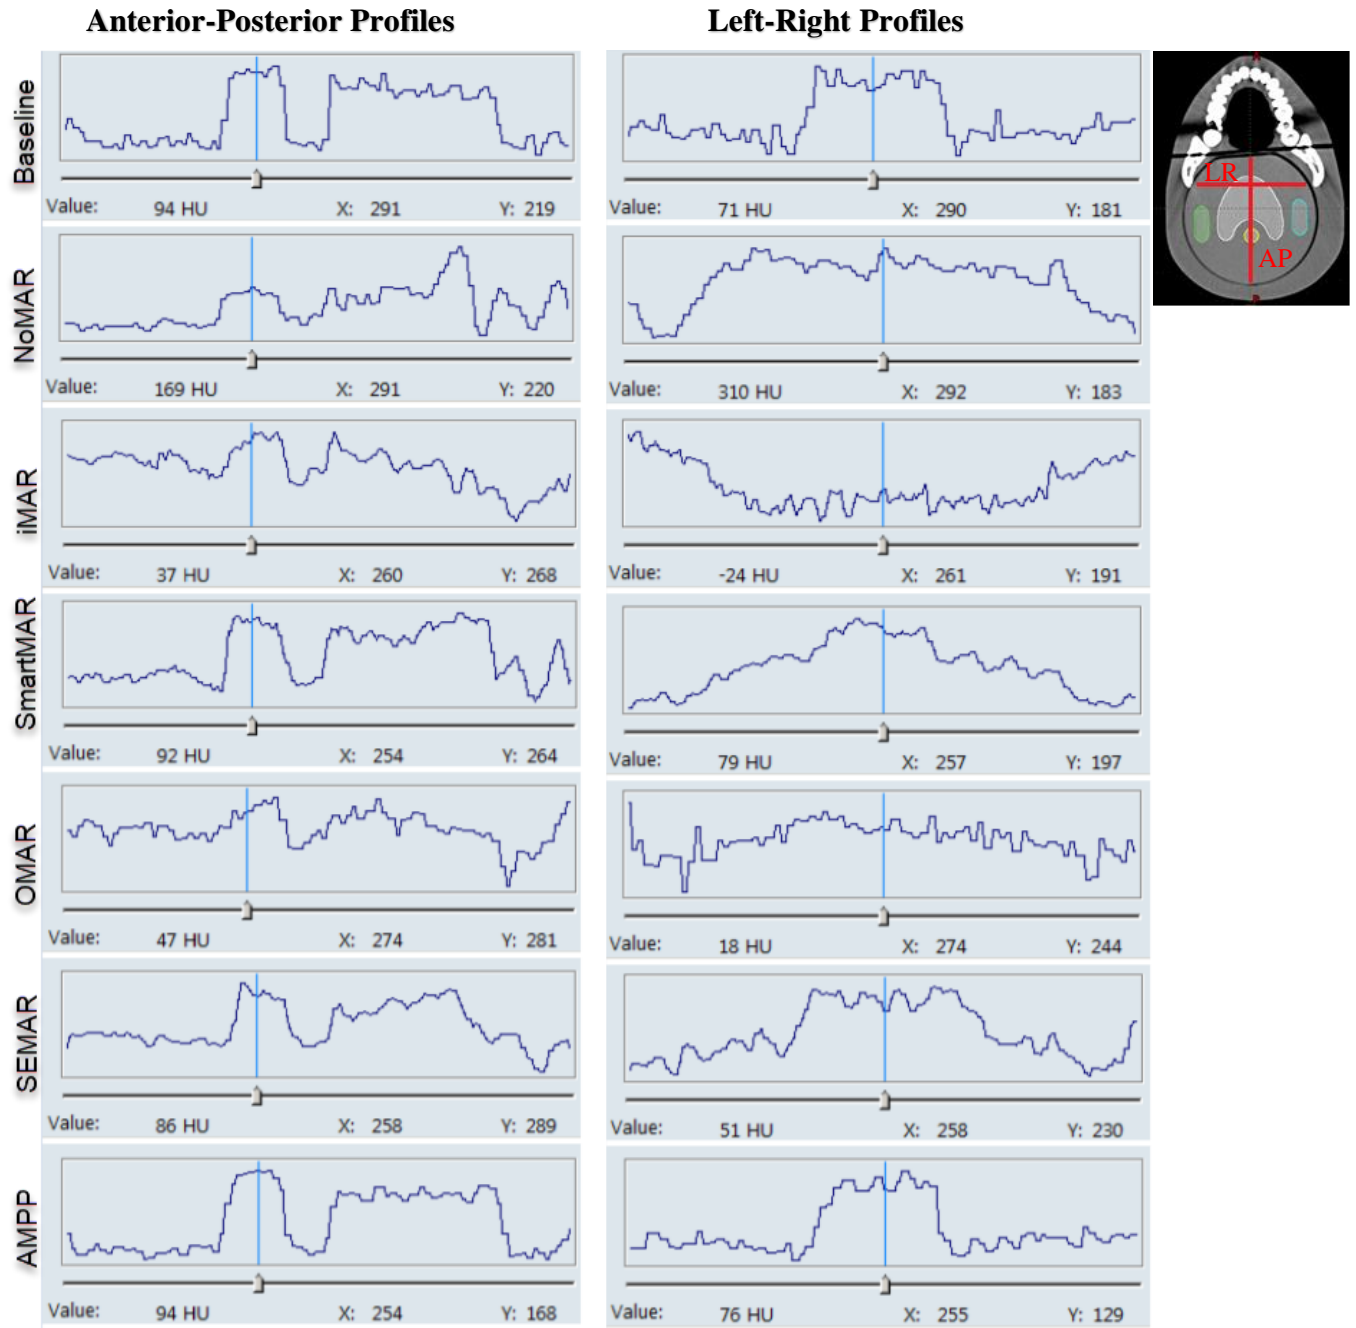 Anterior-Posterior Profiles
Left-Right Profiles
Baseline
Value: 94 HU X: 291 Y: 219
Value: 71 HU X: 290 Y: 181
LR
AP
NoMAR
Value: 169 HU X: 291 Y: 220
Value: 310 HU X: 292 Y: 183
iMAR
Value: 37 HU X: 260 Y: 268
Value: -24 HU X: 261 Y: 191
SmartMAR
Value: 92 HU X: 254 Y: 264
Value: 79 HU X: 257 Y: 197
OMAR
Value: 47 HU X: 274 Y: 281
Value: 18 HU X: 274 Y: 244
SEMAR
Value: 86 HU X: 258 Y: 289
Value: 51 HU X: 258 Y: 230
AMPP
Value: 94 HU X: 254 Y: 168
Value: 76 HU X: 255 Y: 129